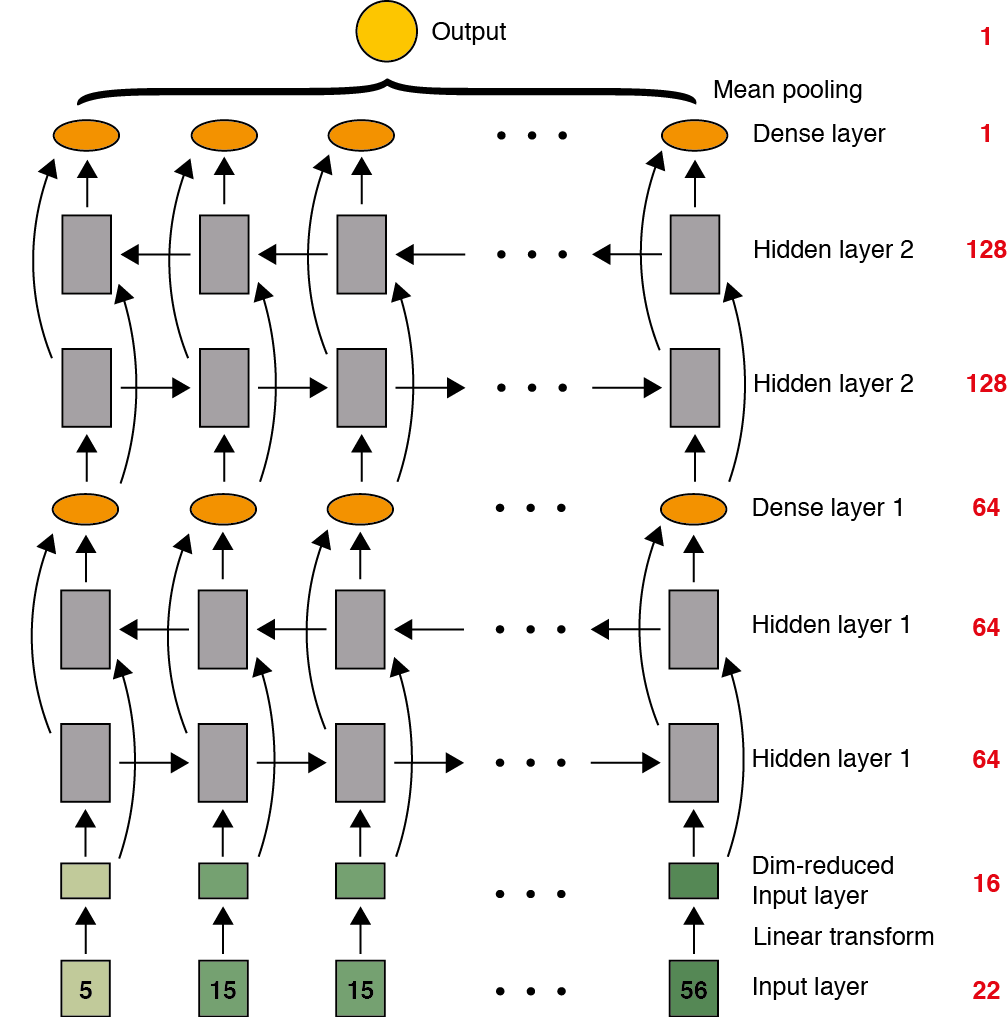 Output 1
Mean pooling
• • • Dense layer 1
• • • Hidden layer 2 128
• • • Hidden layer 2 128
• • • Dense layer 1 64
• • • Hidden layer 1 64
• • • Hidden layer 1 64
Dim-reduced
• • • Input layer 16
Linear transform
5 15 15 • • • 56 Input layer 22